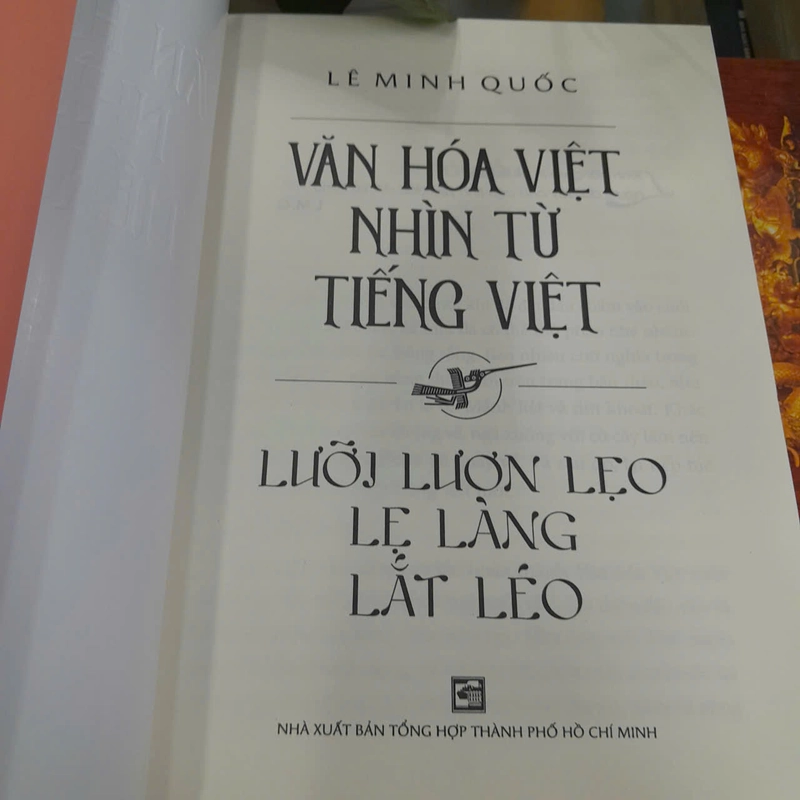 LÊ MINH QUỐC
VĂN HÓA VIỆT
NHÌN TỪ
TIẾNG VIỆT
LƯỠI LƯƠN LẸO
LẸ LÀNG
LẮT LÉO
NHÀ XUẤT BẢN TỔNG HỢP THÀNH PHỐ HỒ CHÍ MINH